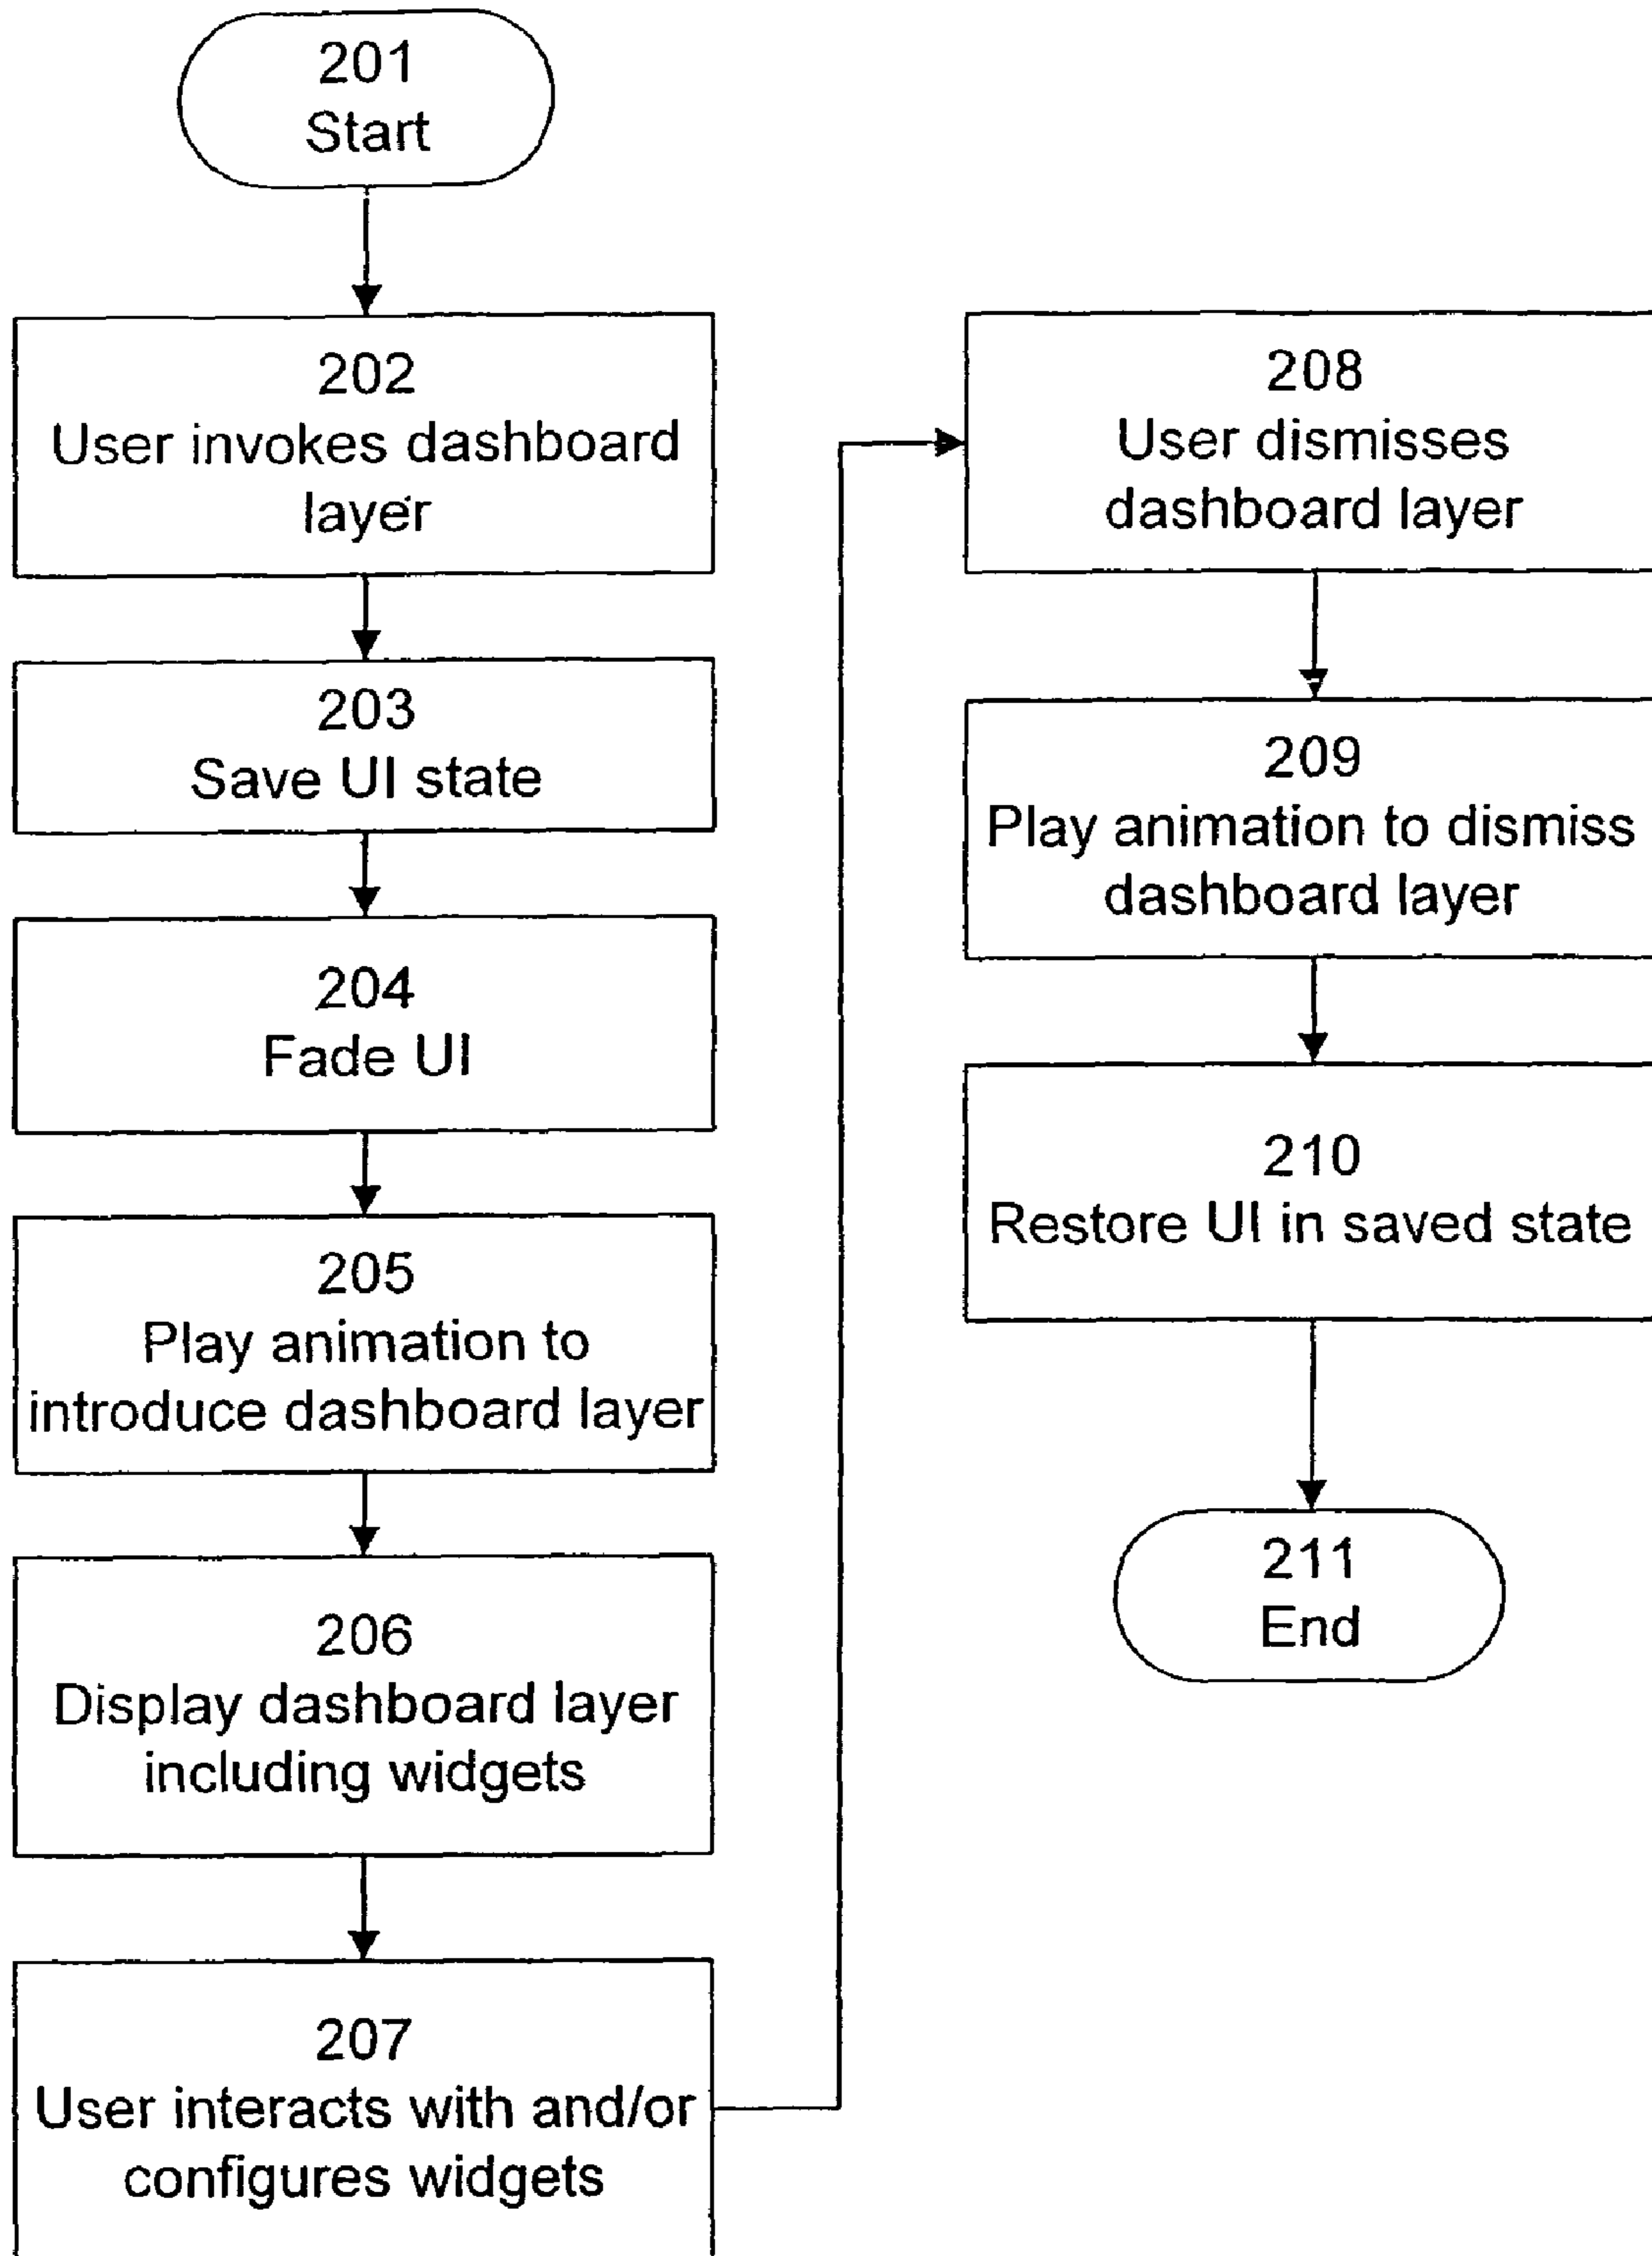 201
Start
202
User invokes dashboard
layer
203
Save UI state
204
Fade UI
205
Play animation to
introduce dashboard layer
206
Display dashboard layer
including widgets
207
User interacts with and/or
configures widgets
208
User dismisses
dashboard layer
209
Play animation to dismiss
dashboard layer
210
Restore UI in saved state
211
End